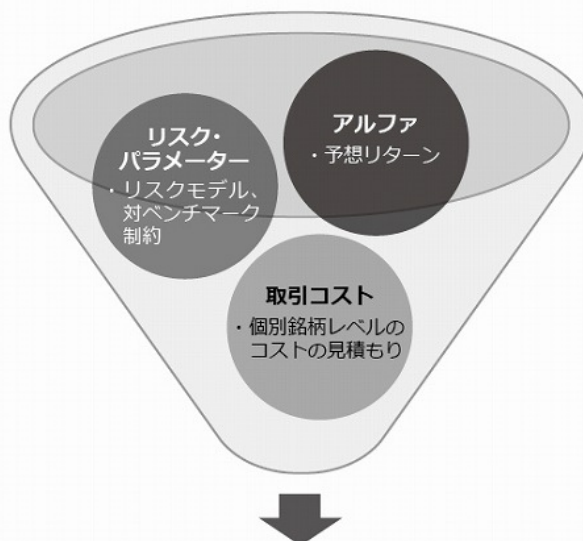 リスク・
パラメーター
・リスクモデル、
対ベンチマーク
制約
アルファ
・予想リターン
取引コスト
・個別銘柄レベルの
コストの見積もり